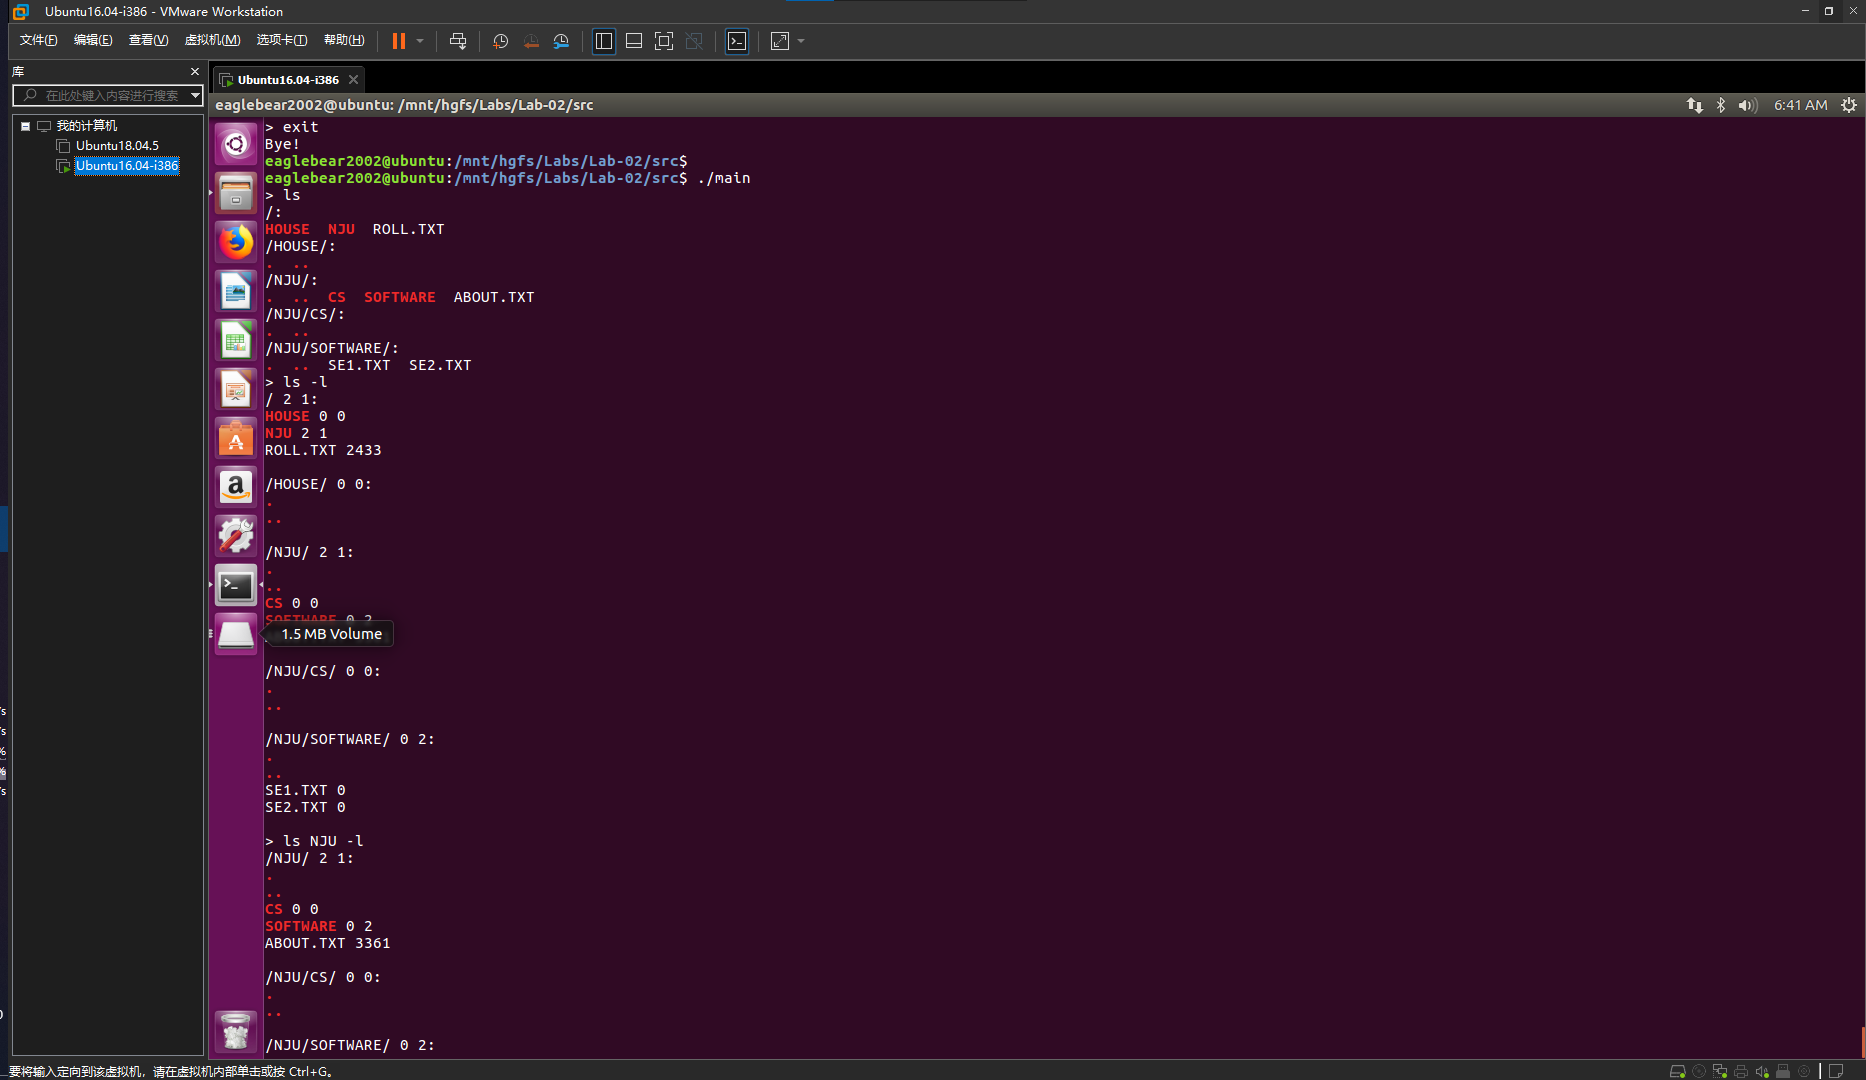 Ubuntu16.04-i386 - VMware Workstation
文件(F) 编辑(E) 查看(V) 虚拟机(M) 选项卡(T) 帮助(H)
库
在此处键入内容进行搜索
我的计算机
Ubuntu18.04.5
Ubuntu16.04-i386
Ubuntu16.04-i386
eaglebear2002@ubuntu: /mnt/hgfs/Labs/Lab-02/src
6:41 AM
> exit
Bye!
eaglebear2002@ubuntu:/mnt/hgfs/Labs/Lab-02/src$
eaglebear2002@ubuntu:/mnt/hgfs/Labs/Lab-02/src$ ./main
> ls
/:
HOUSE  NJU  ROLL.TXT
/HOUSE/:
.  ..
/NJU/:
.  ..  CS  SOFTWARE  ABOUT.TXT
/NJU/CS/:
.  ..
/NJU/SOFTWARE/:
.  ..  SE1.TXT  SE2.TXT
> ls -l
/ 2 1:
HOUSE 0 0
NJU 2 1
ROLL.TXT 2433
/HOUSE/ 0 0:
.
..
/NJU/ 2 1:
.
..
CS 0 0
SOFTWARE 0 2
1.5 MB Volume
/NJU/CS/ 0 0:
.
..
/NJU/SOFTWARE/ 0 2:
.
..
SE1.TXT 0
SE2.TXT 0
> ls NJU -l
/NJU/ 2 1:
.
..
CS 0 0
SOFTWARE 0 2
ABOUT.TXT 3361
/NJU/CS/ 0 0:
.
..
/NJU/SOFTWARE/ 0 2:
要将输入定向到该虚拟机，请在虚拟机内部单击或按 Ctrl+G。